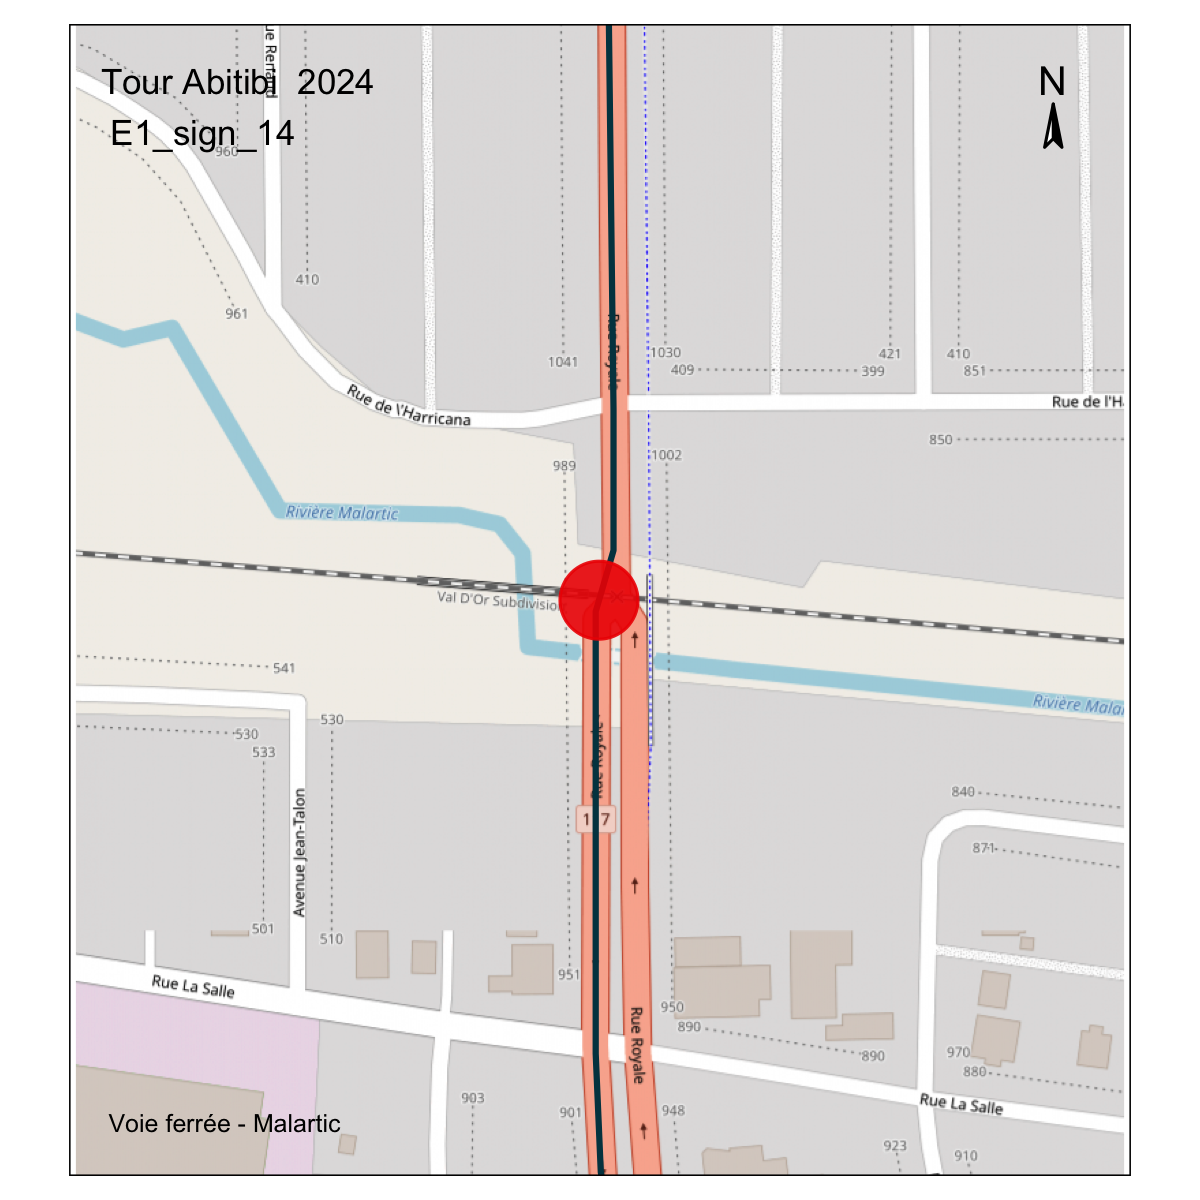 ue Renaud
Tour Abitibi 2024
N
E1_sign_14
960
410
961
Rue Royale
1041
1030
409
399
421
410
851
Rue de \'Harricana
Rue de l'H
850
989
1002
Rivière Malartic
Val D'Or Subdivision
541
Rivière Malar
530
530
533
Rue Royale
840
1 7
871
Avenue Jean-Talon
501
510
951
Rue La Salle
950
890
890
Rue Royale
970
880
Rue La Salle
903
901
948
Voie ferrée - Malartic
923
910